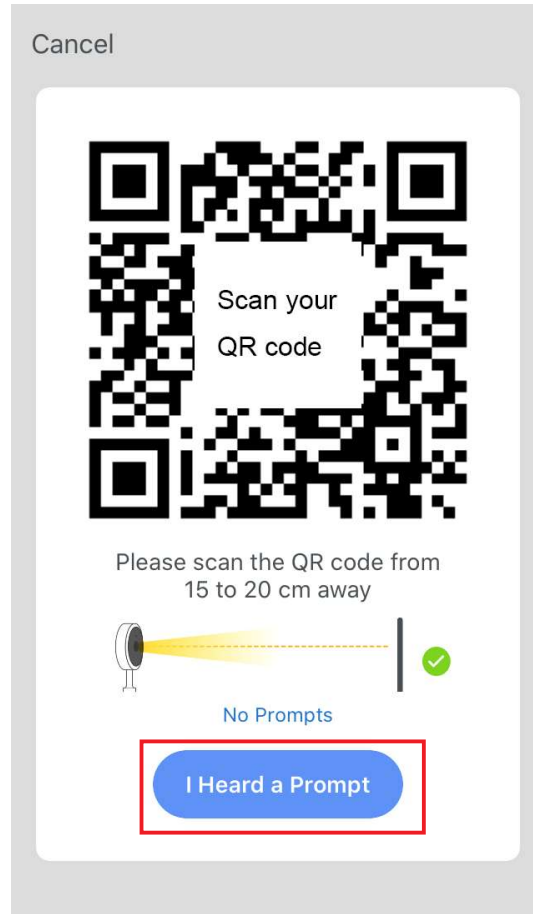 Cancel
Scan your
QR code
Please scan the QR code from
15 to 20 cm away
No Prompts
I Heard a Prompt